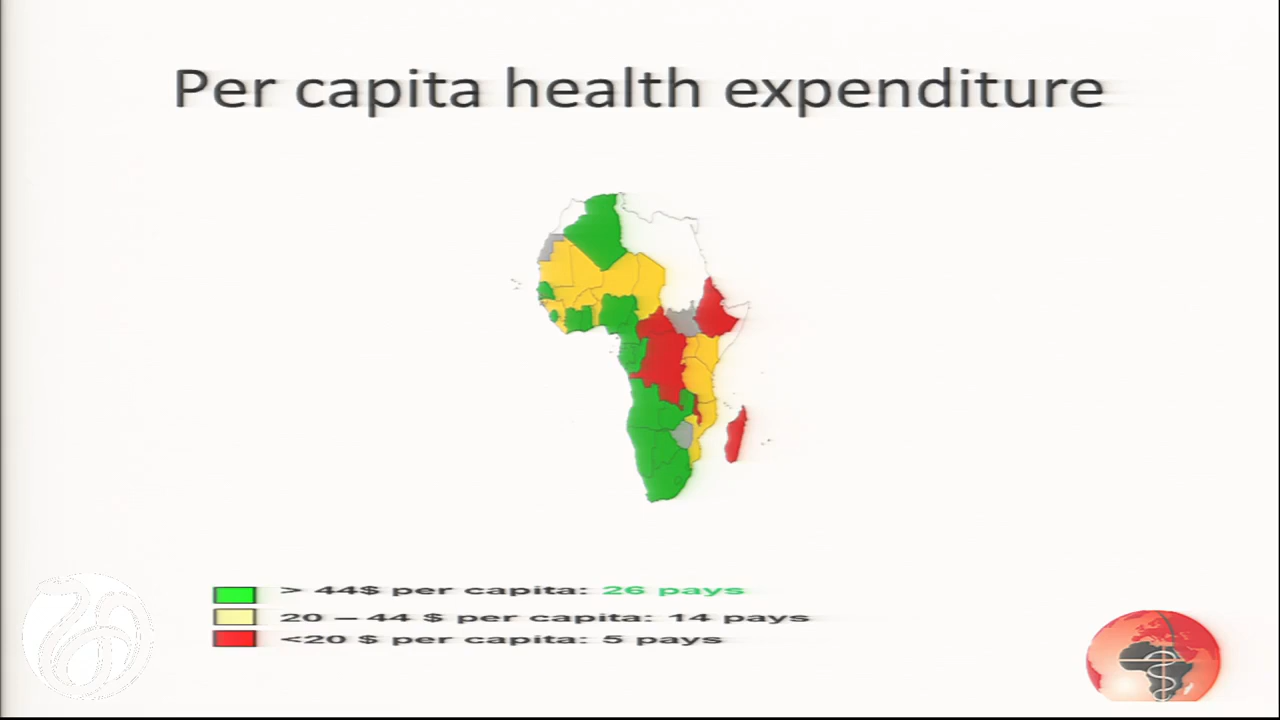 Per capita health expenditure
> 44$ per capita: 26 pays
20 – 44 $ per capita: 14 pays
<20 $ per capita: 5 pays